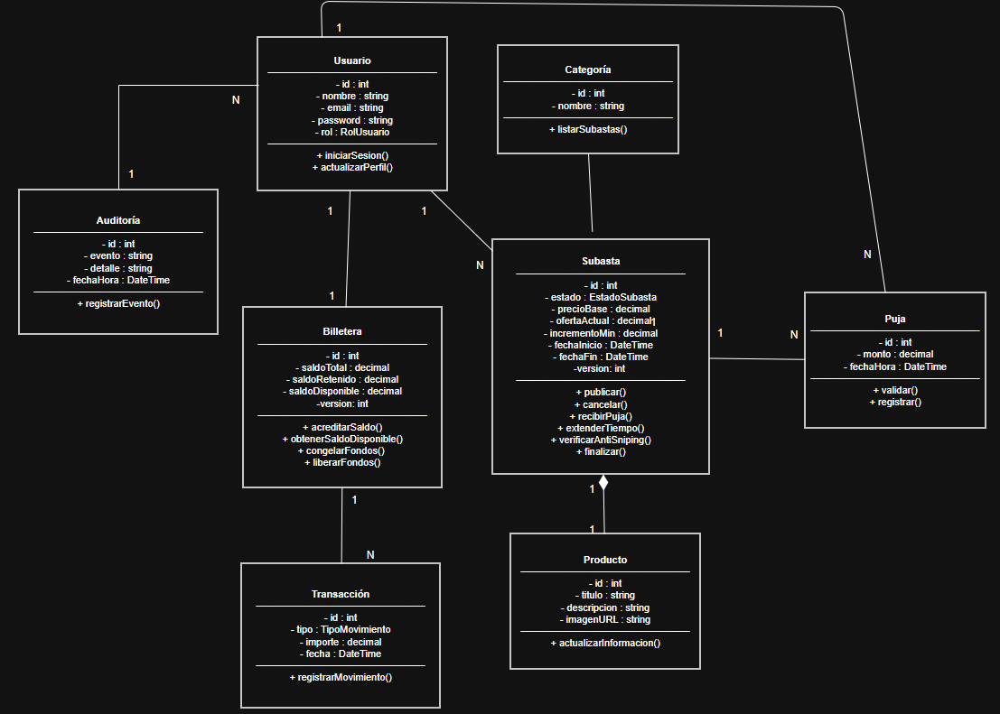 1
Usuario
- id : int
- nombre : string
- email : string
- password : string
- rol : RolUsuario
+ iniciarSesion()
+ actualizarPerfil()
Categoría
- id : int
- nombre : string
+ listarSubastas()
N
1
Auditoría
- id : int
- evento : string
- detalle : string
- fechaHora : DateTime
+ registrarEvento()
1
1
1
N
Billetera
- id : int
- saldoTotal : decimal
- saldoRetenido : decimal
- saldoDisponible : decimal
-version: int
+ acreditarSaldo()
+ obtenerSaldoDisponible()
+ congelarFondos()
+ liberarFondos()
Subasta
- id : int
- estado : EstadoSubasta
- precioBase : decimal
- ofertaActual : decimal
1
- incrementoMin : decimal
- fechaInicio : DateTime
- fechaFin : DateTime
-version: int
+ publicar()
+ cancelar()
+ recibirPuja()
+ extenderTiempo()
+ verificarAntiSniping()
+ finalizar()
N
1
N
Puja
- id : int
- monto : decimal
- fechaHora : DateTime
+ validar()
+ registrar()
1
N
Transacción
- id : int
- tipo : TipoMovimiento
- importe : decimal
- fecha : DateTime
+ registrarMovimiento()
1
1
Producto
- id : int
- titulo : string
- descripcion : string
- imagenURL : string
+ actualizarInformacion()